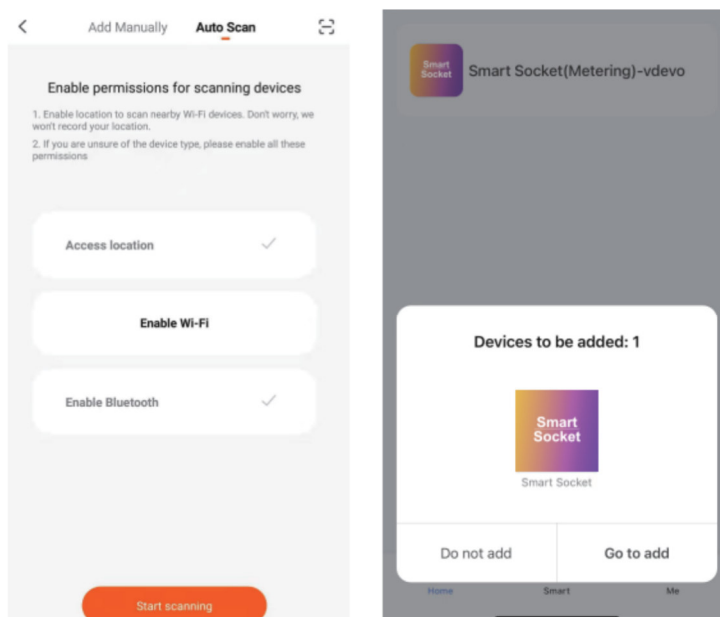 Add Manually
Auto Scan
Enable permissions for scanning devices
1. Enable location to scan nearby Wi-Fi devices. Don't worry, we
won't record your location.
2. If you are unsure of the device type, please enable all these
permissions
Access location
Enable Wi-Fi
Enable Bluetooth
Start scanning
Smart
Socket
Smart Socket(Metering)-vdevo
Devices to be added: 1
Smart
Socket
Smart Socket
Do not add
Go to add
Home
Smart
Me